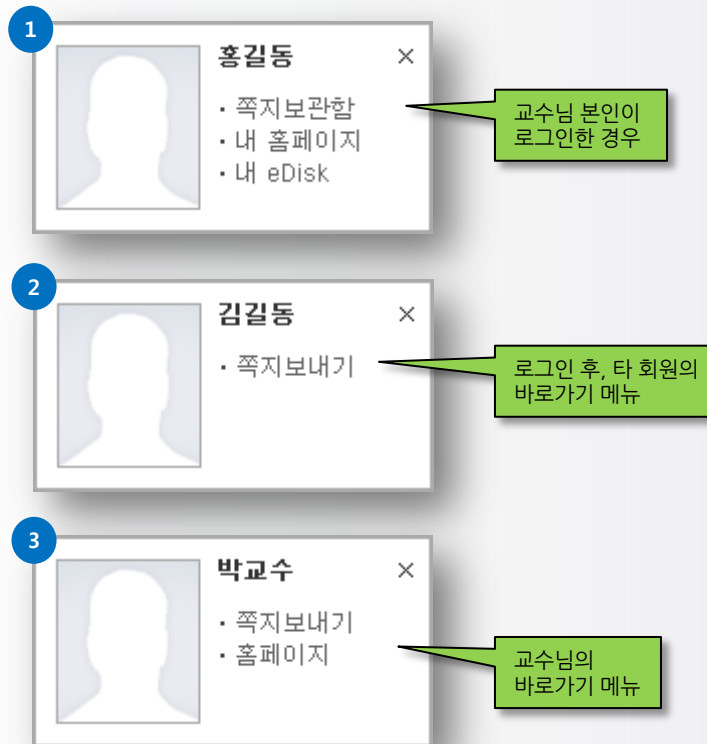 1
홍길동 ×
· 쪽지보관함
· 내 홈페이지
· 내 eDisk
교수님 본인이
로그인한 경우
2
김길동 ×
· 쪽지보내기
로그인 후, 타 회원의
바로가기 메뉴
3
박교수 ×
· 쪽지보내기
· 홈페이지
교수님의
바로가기 메뉴